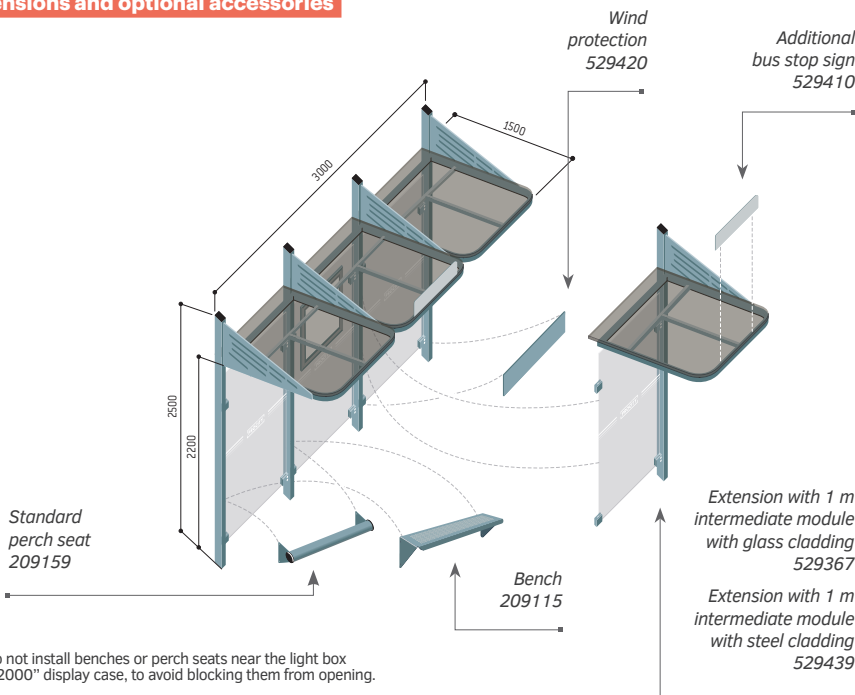 optional accessories
and
Wind
protection
529420
Additional
bus stop sign
529410
1500
3000
2500
2200
Standard
perch seat
209159
Bench
209115
Extension with 1 m
intermediate module
with glass cladding
529367
Extension with 1 m
intermediate module
with steel cladding
529439
not install benches or perch seats near the light box
2000” display case, to avoid blocking them from opening.